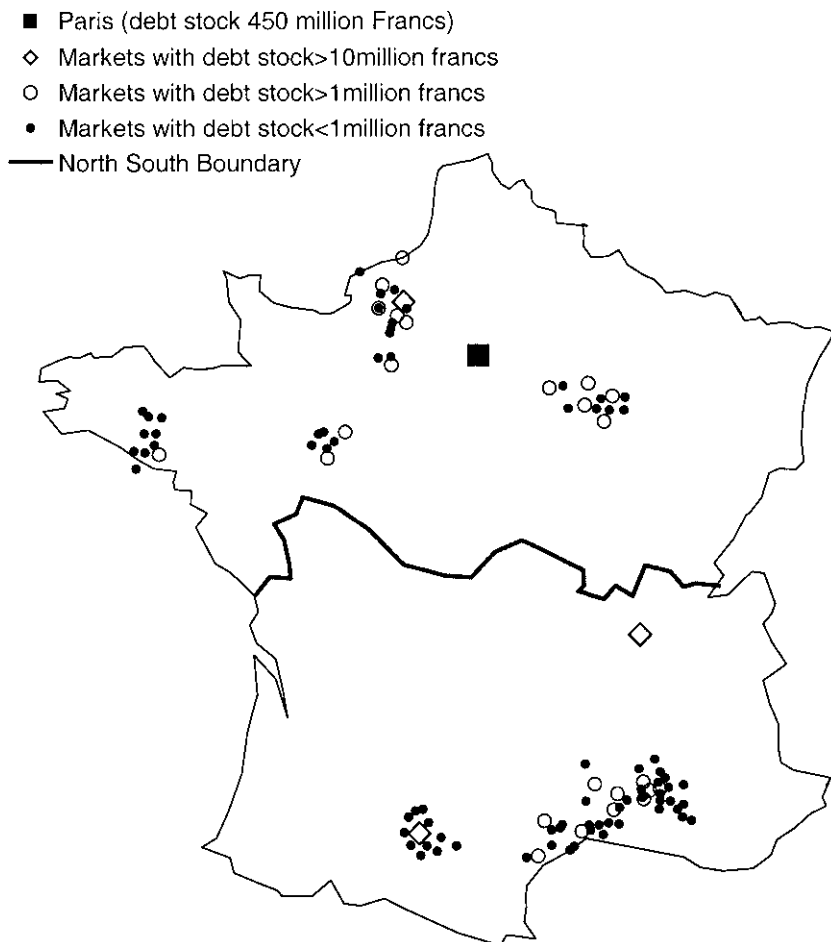 Paris (debt stock 450 million Francs)
Markets with debt stock>10million francs
Markets with debt stock>1million francs
Markets with debt stock<1million francs
North South Boundary